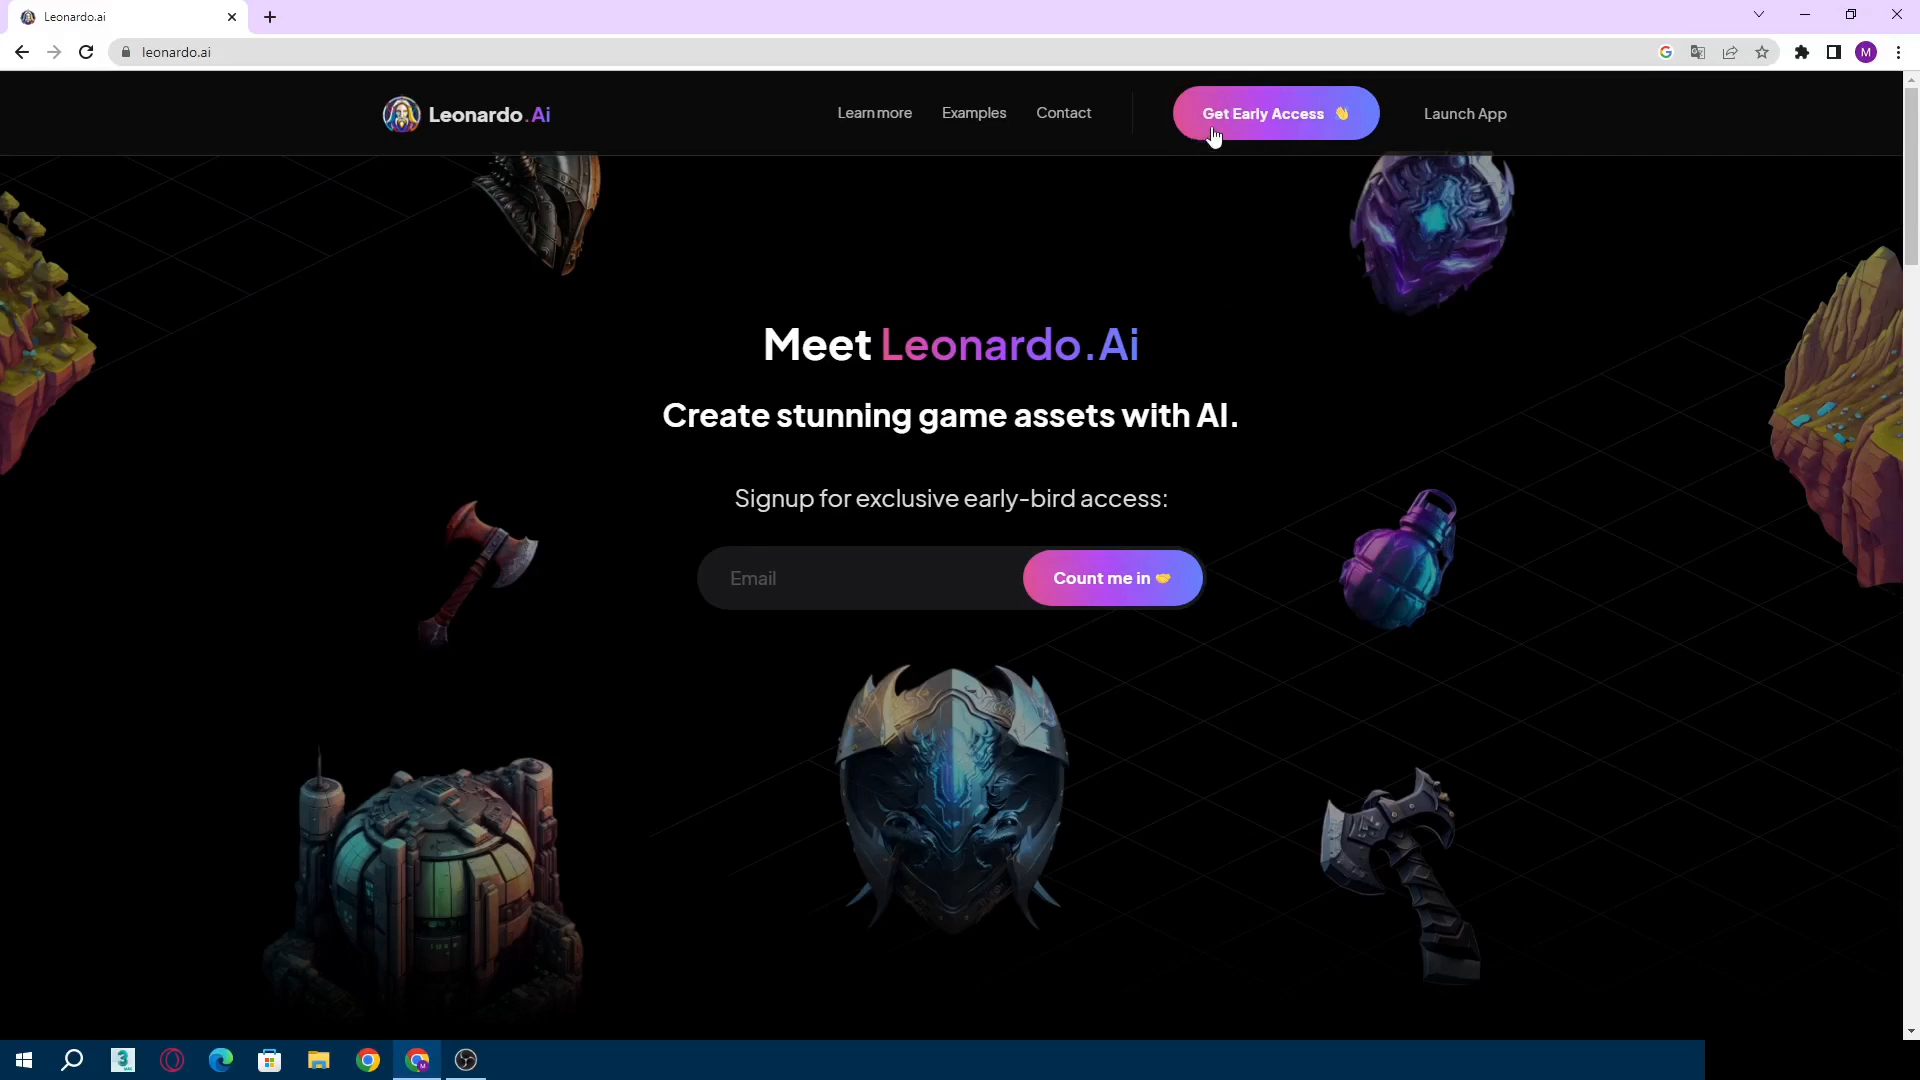 Leonardo.ai
leonardo.ai
M
Leonardo.Ai
Learn more
Examples
Contact
Get Early Access 👋
Launch App
Meet Leonardo.Ai
Create stunning game assets with AI.
Signup for exclusive early-bird access:
Email
Count me in 🤝
3
M